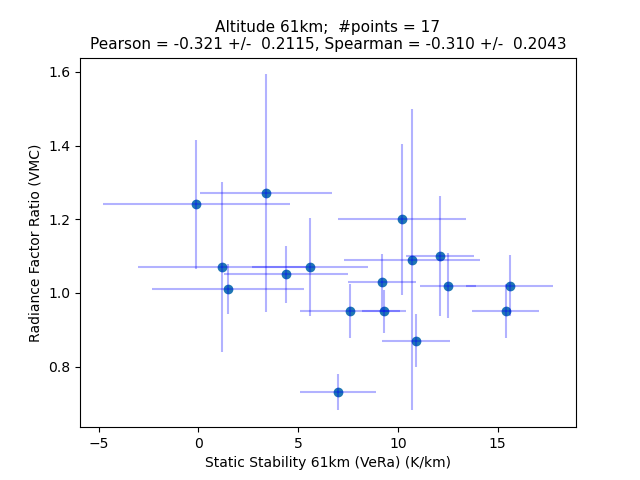 Altitude 61km;  #points = 17
Pearson = -0.321 +/-  0.2115, Spearman = -0.310 +/-  0.2043
1.6
1.4
1.2
1.0
0.8
Radiance Factor Ratio (VMC)
−5 0 5 10 15
Static Stability 61km (VeRa) (K/km)